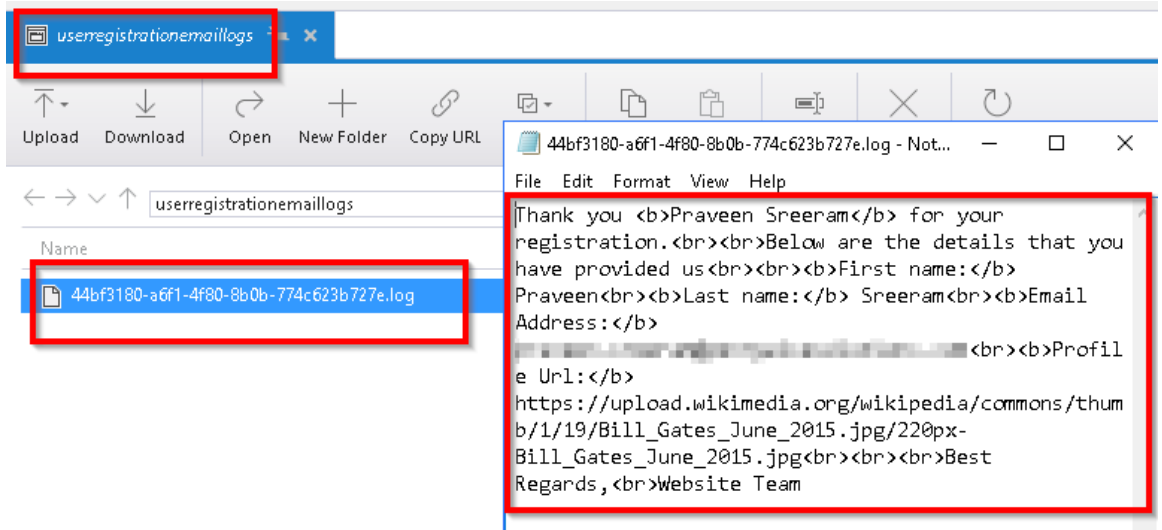 userregistrationemaillogs
Upload
Download
Open
New Folder
Copy URL
userregistrationemaillogs
Name
44bf3180-a6f1-4f80-8b0b-774c623b727e.log
44bf3180-a6f1-4f80-8b0b-774c623b727e.log - Not...
File Edit Format View Help
Thank you <b>Praveen Sreeram</b> for your
registration.<br><br>Below are the details that you
have provided us<br><br><b>First name:</b>
Praveen<br><b>Last name:</b> Sreeram<br><b>Email
Address:</b>
<br><b>Profil
e Url:</b>
https://upload.wikimedia.org/wikipedia/commons/thum
b/1/19/Bill_Gates_June_2015.jpg/220px-
Bill_Gates_June_2015.jpg<br><br><br>Best
Regards,<br>Website Team